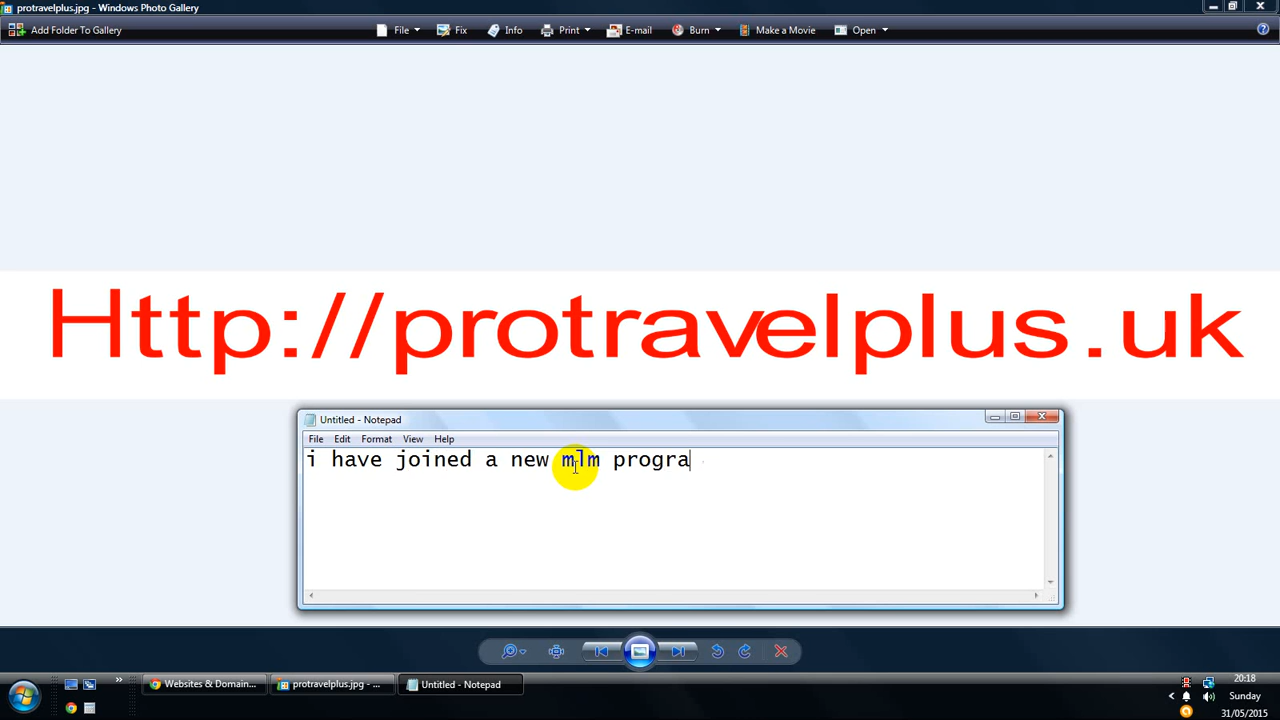 protravelplus.jpg - Windows Photo Gallery
Add Folder To Gallery
File Fix Info Print E-mail Burn Make a Movie Open
Http://protravelplus.uk
Untitled - Notepad
File Edit Format View Help
i have joined a new mlm progra
Websites & Domain... protravelplus.jpg - ... Untitled - Notepad
20:18
Sunday
31/05/2015